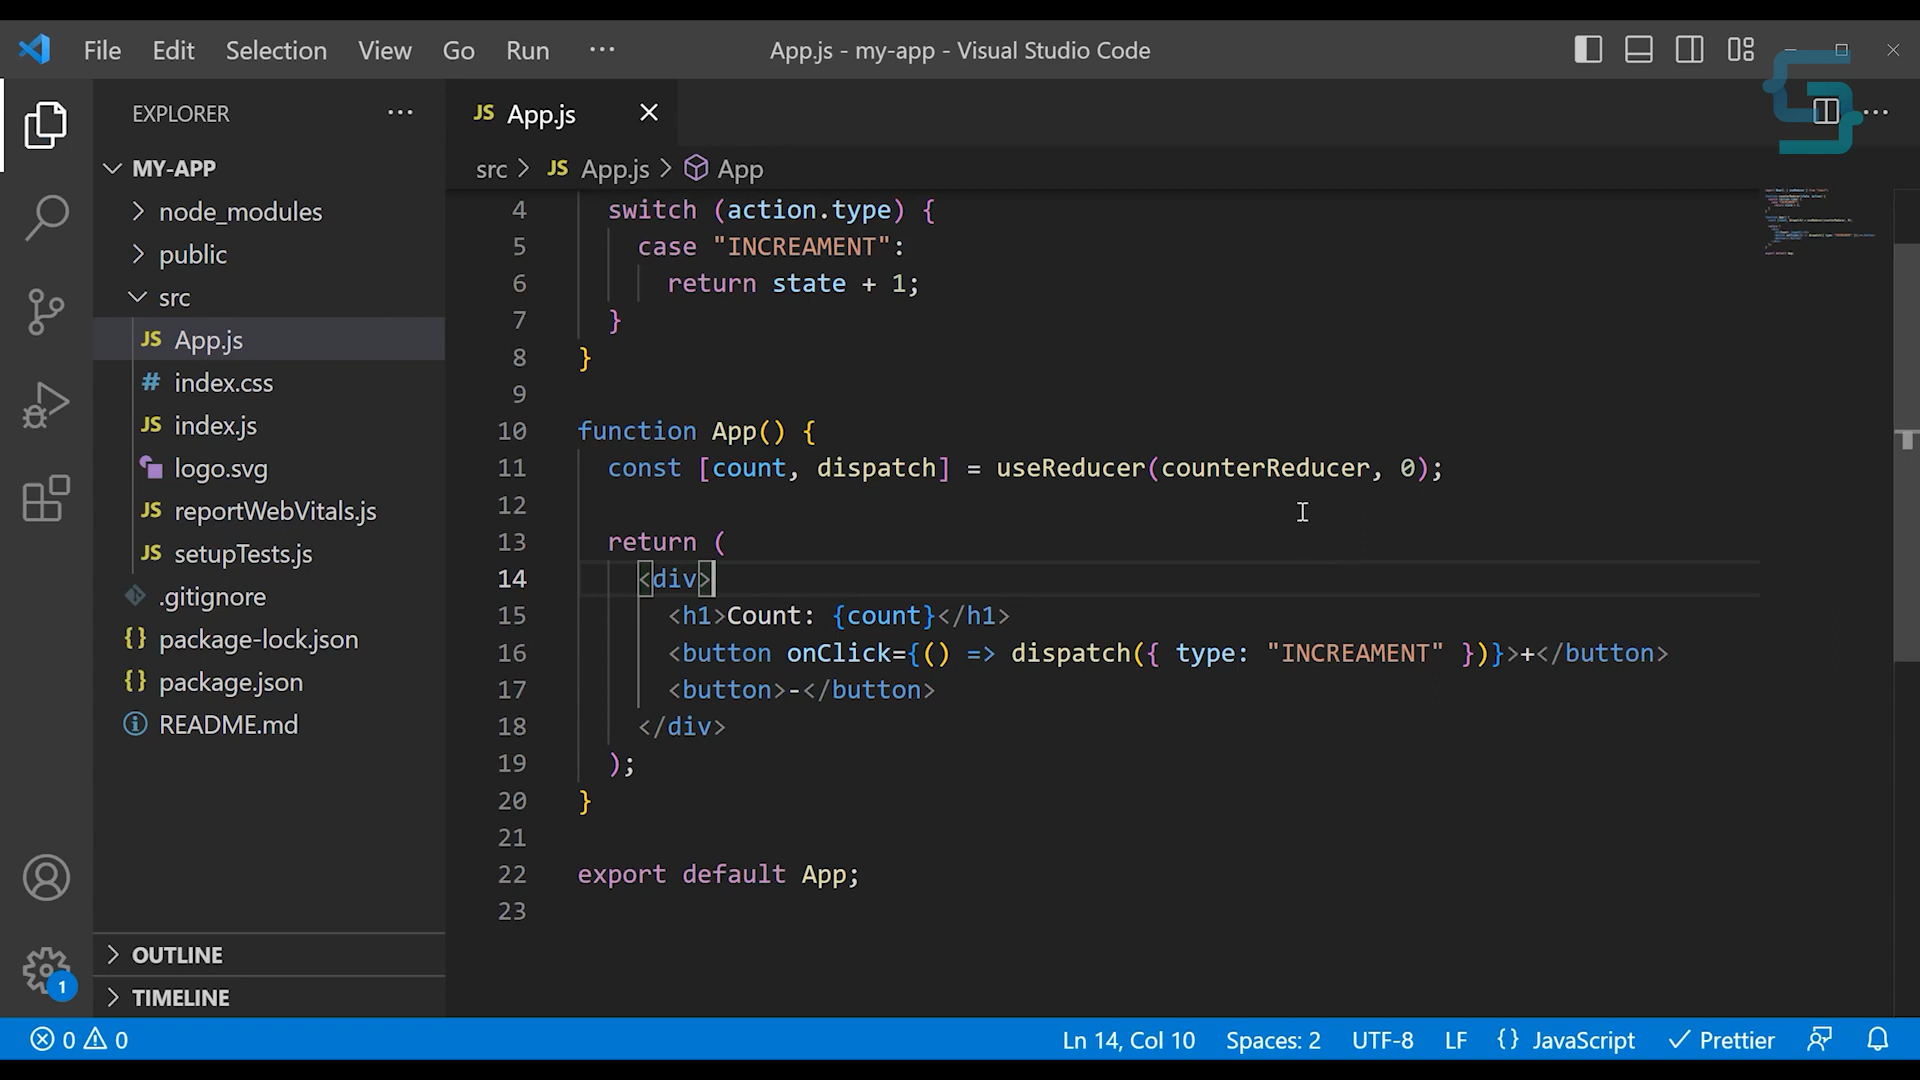 File Edit Selection View Go Run ···
App.js - my-app - Visual Studio Code
EXPLORER ···
MY-APP
node_modules
public
src
JS App.js
# index.css
JS index.js
logo.svg
JS reportWebVitals.js
JS setupTests.js
.gitignore
{} package-lock.json
{} package.json
README.md
OUTLINE
TIMELINE
1
JS App.js
src > JS App.js > App
4 switch (action.type) {
5 case "INCREAMENT":
6 return state + 1;
7 }
8 }
9
10 function App() {
11 const [count, dispatch] = useReducer(counterReducer, 0);
12
13 return (
14 <div>
15 <h1>Count: {count}</h1>
16 <button onClick={() => dispatch({ type: "INCREAMENT" })}>+</button>
17 <button>-</button>
18 </div>
19 );
20 }
21
22 export default App;
23
0 0 Ln 14, Col 10 Spaces: 2 UTF-8 LF {} JavaScript Prettier